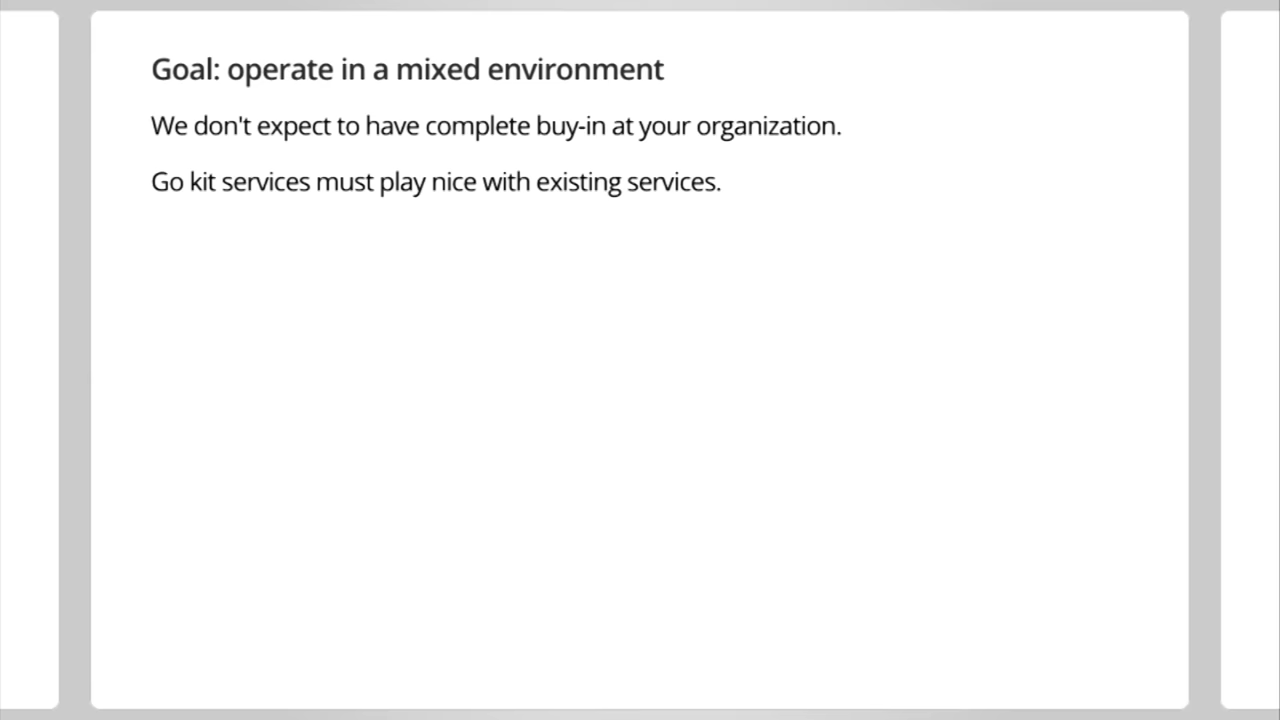 Goal: operate in a mixed environment
We don't expect to have complete buy-in at your organization.
Go kit services must play nice with existing services.